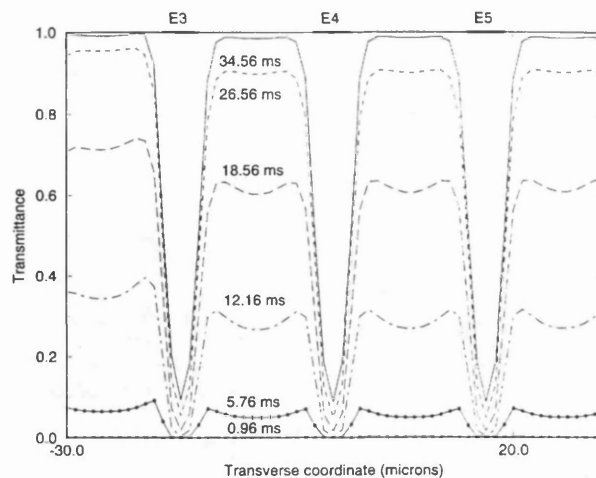 E3 E4 E5
1.0
34.56 ms
26.56 ms
0.8
18.56 ms
0.6
Transmittance
0.4
12.16 ms
0.2
5.76 ms
0.96 ms
0.0
-30.0 20.0
Transverse coordinate (microns)